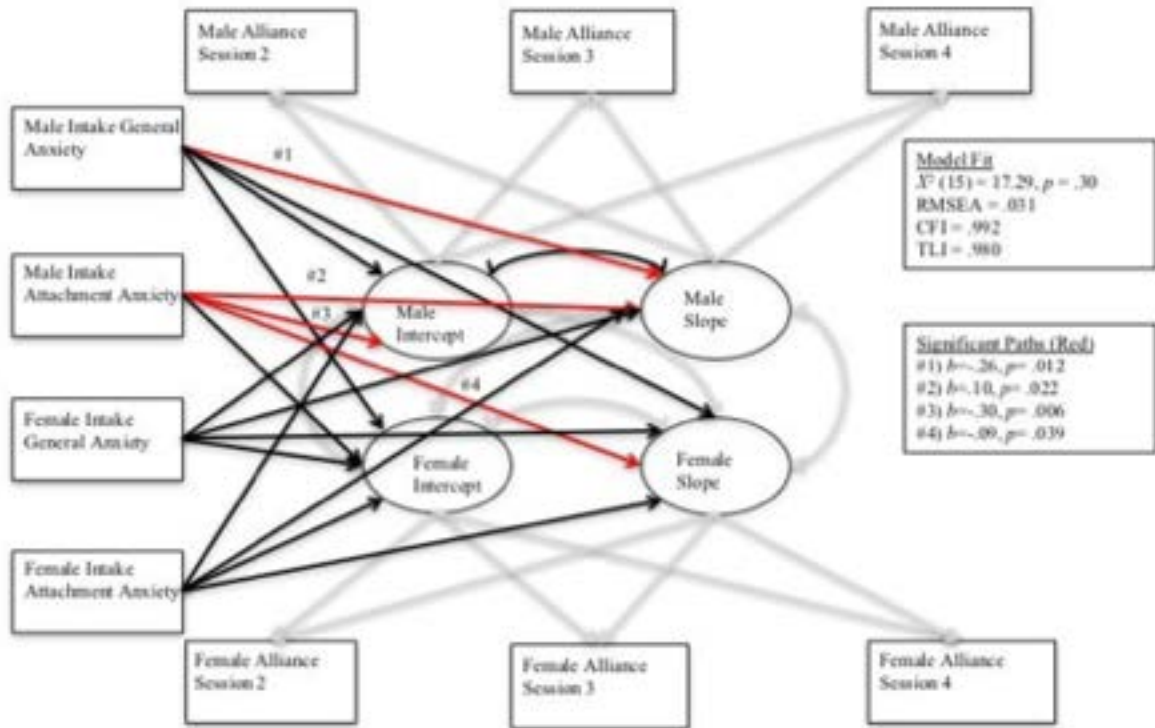 Male Alliance
Session 2
Male Alliance
Session 3
Male Alliance
Session 4
Male Intake General
Anxiety
#1
Model Fit
X² (15) = 17.29, p = .30
RMSEA = .031
CFI = .992
TLI = .980
Male Intake
Attachment Anxiety
#2
#3
Male
Intercept
Male
Slope
Significant Paths (Red)
#1) b=-.26, p= .012
#2) b=.10, p= .022
#3) b=-.30, p= .006
#4) b=-.09, p= .039
#4
Female Intake
General Anxiety
Female
Intercept
Female
Slope
Female Intake
Attachment Anxiety
Female Alliance
Session 2
Female Alliance
Session 3
Female Alliance
Session 4